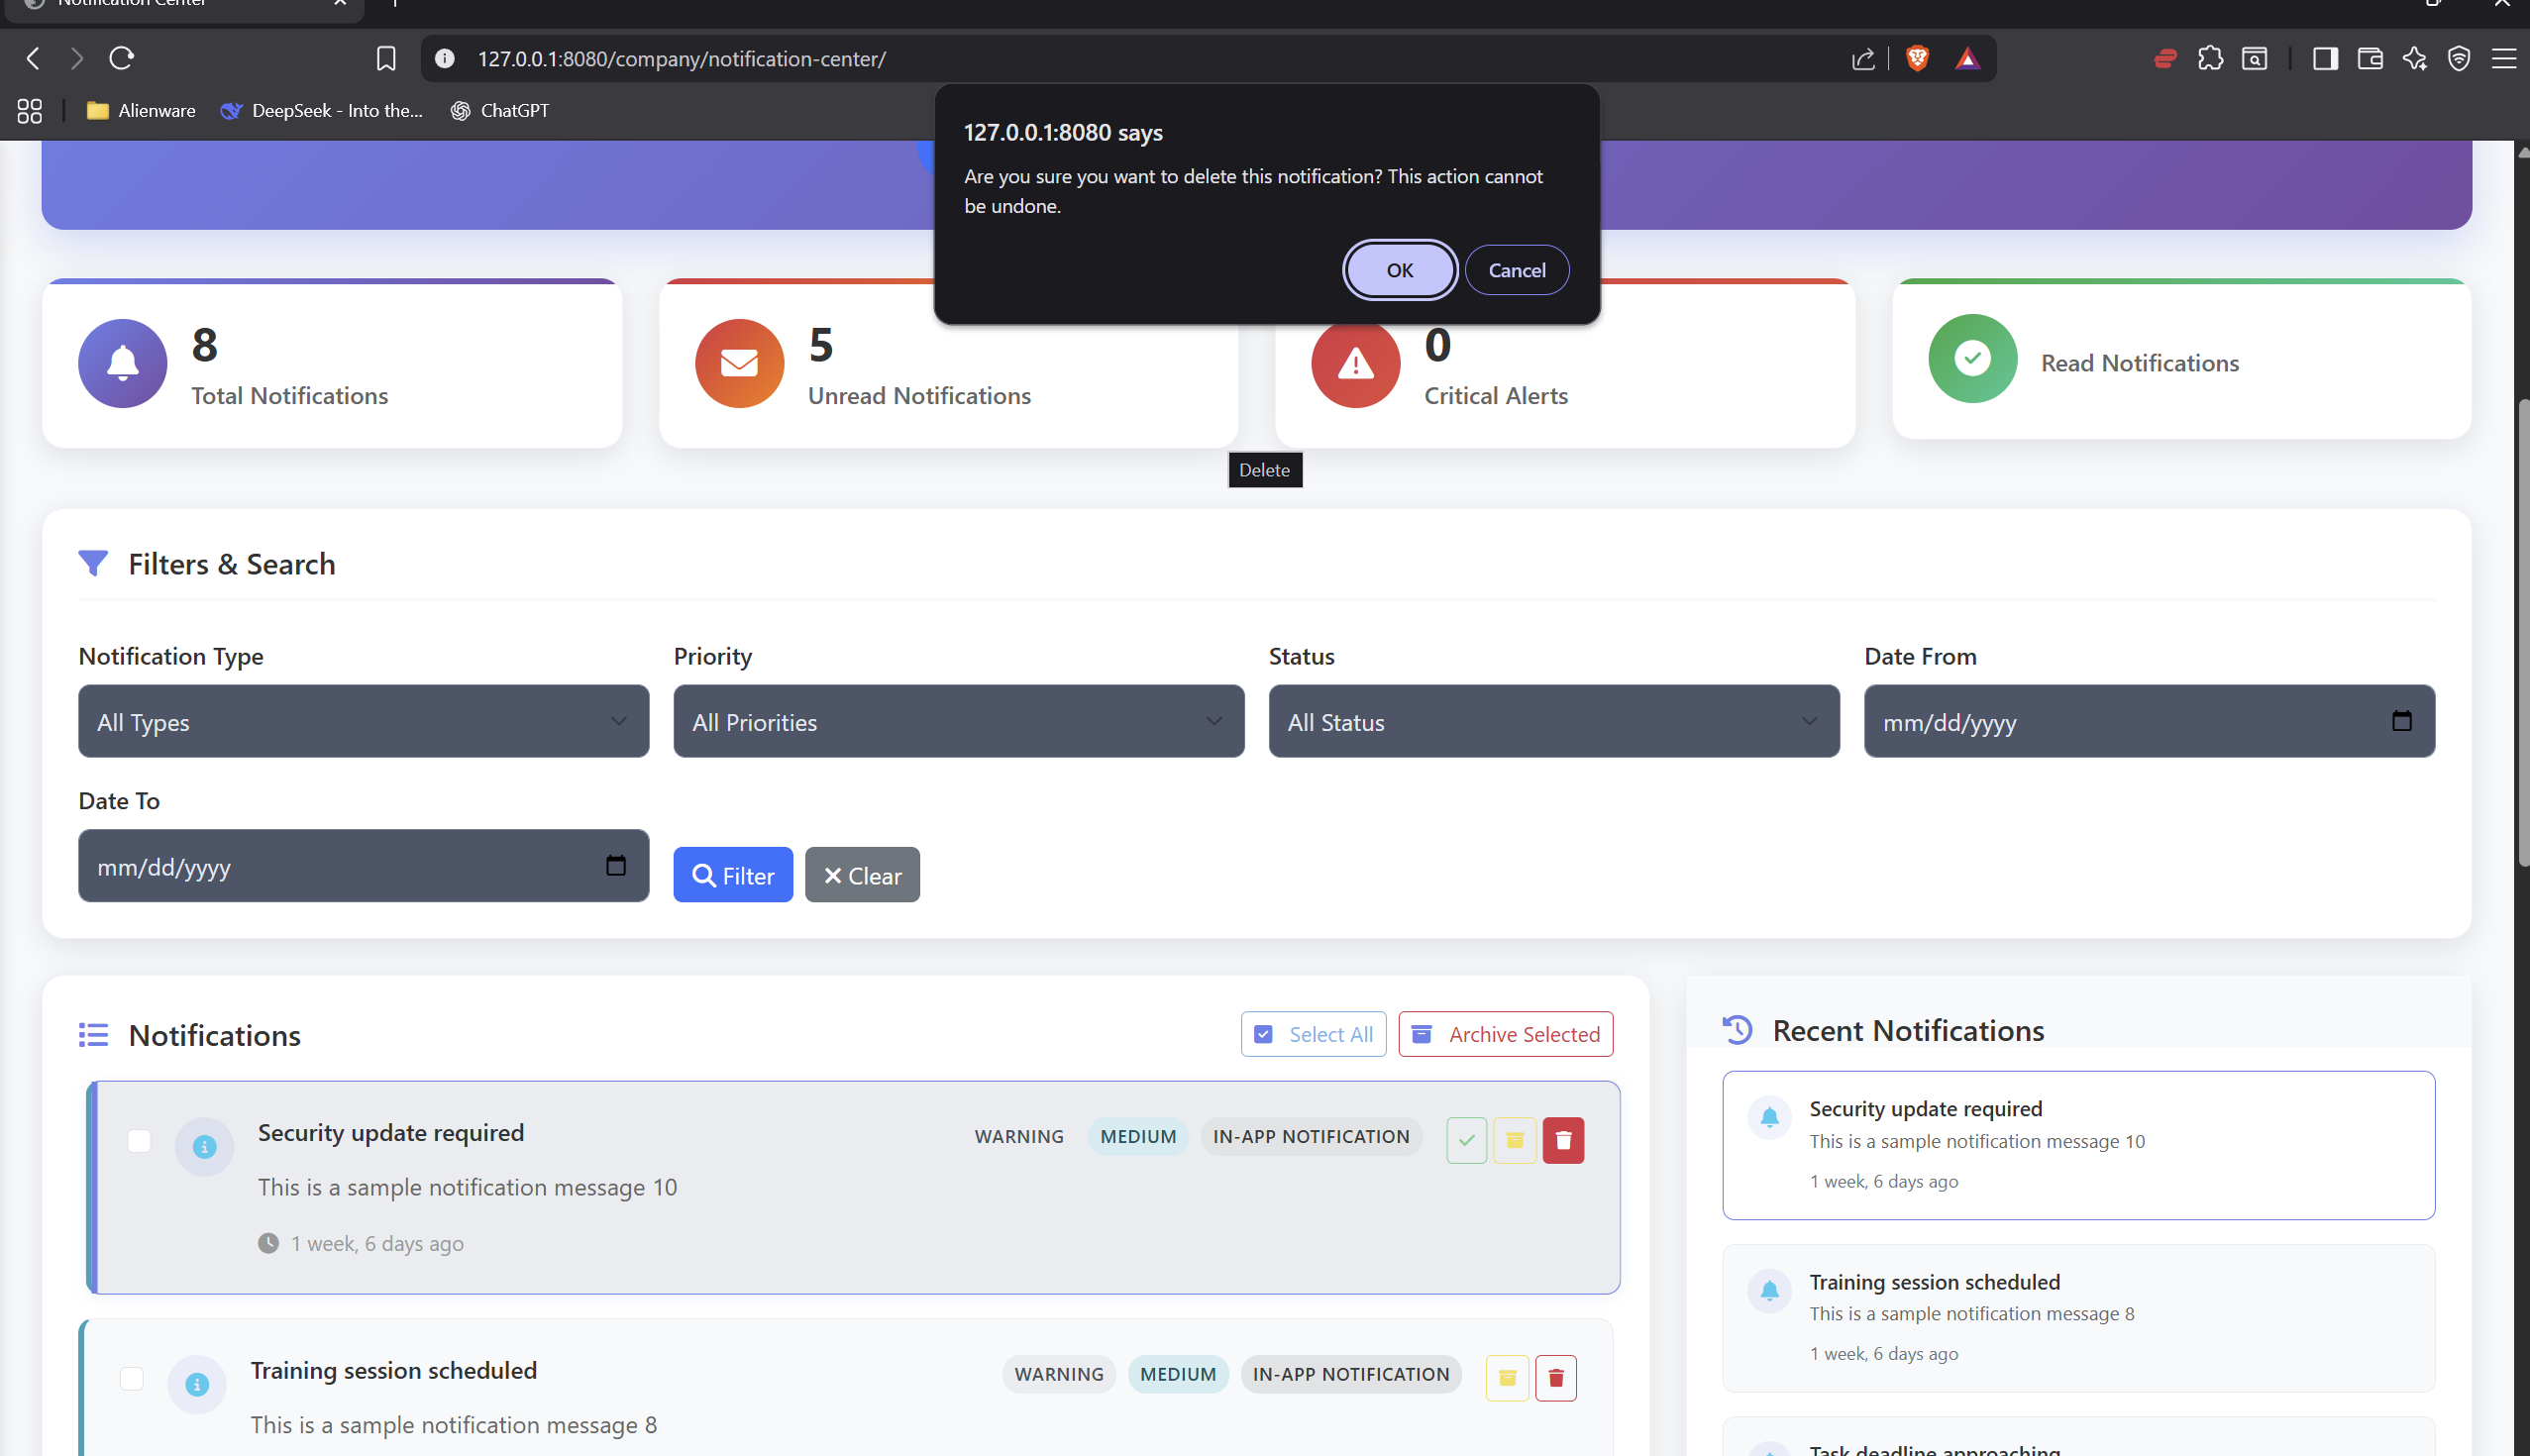 Notification Center
127.0.0.1:8080/company/notification-center/
Alienware
DeepSeek - Into the...
ChatGPT
127.0.0.1:8080 says
Are you sure you want to delete this notification? This action cannot
be undone.
OK
Cancel
8
Total Notifications
5
Unread Notifications
0
Critical Alerts
Read Notifications
Delete
Filters & Search
Notification Type
Priority
Status
Date From
All Types
All Priorities
All Status
mm/dd/yyyy
Date To
mm/dd/yyyy
Filter
Clear
Notifications
Select All
Archive Selected
Security update required
WARNING
MEDIUM
IN-APP NOTIFICATION
This is a sample notification message 10
1 week, 6 days ago
Training session scheduled
WARNING
MEDIUM
IN-APP NOTIFICATION
This is a sample notification message 8
Recent Notifications
Security update required
This is a sample notification message 10
1 week, 6 days ago
Training session scheduled
This is a sample notification message 8
1 week, 6 days ago
Task deadline approaching